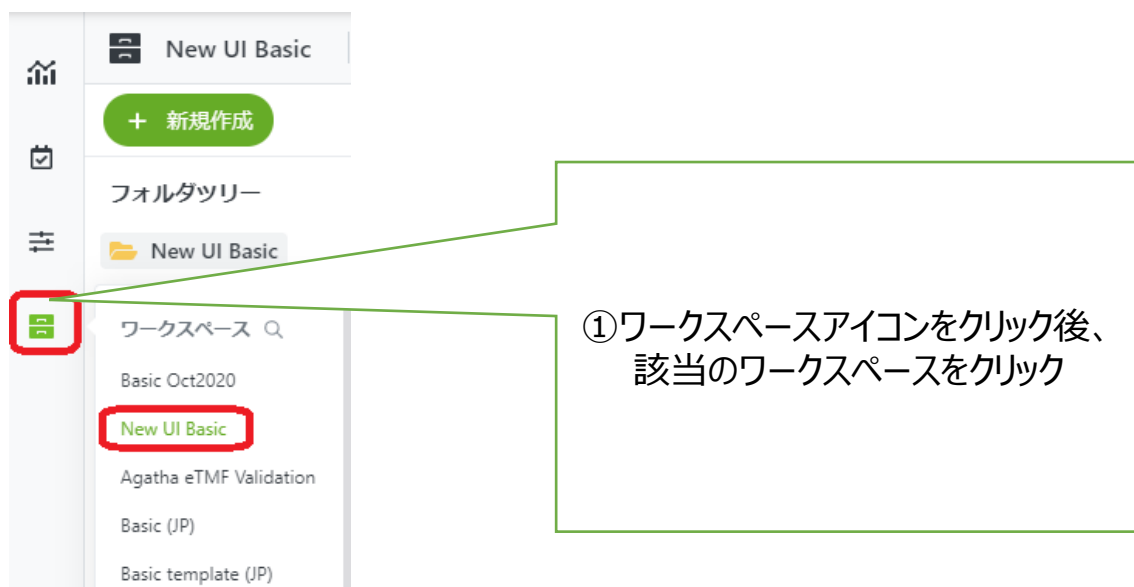 New UI Basic
+ 新規作成
フォルダツリー
New UI Basic
ワークスペース
Basic Oct2020
New UI Basic
Agatha eTMF Validation
Basic (JP)
Basic template (JP)
①ワークスペースアイコンをクリック後、
該当のワークスペースをクリック